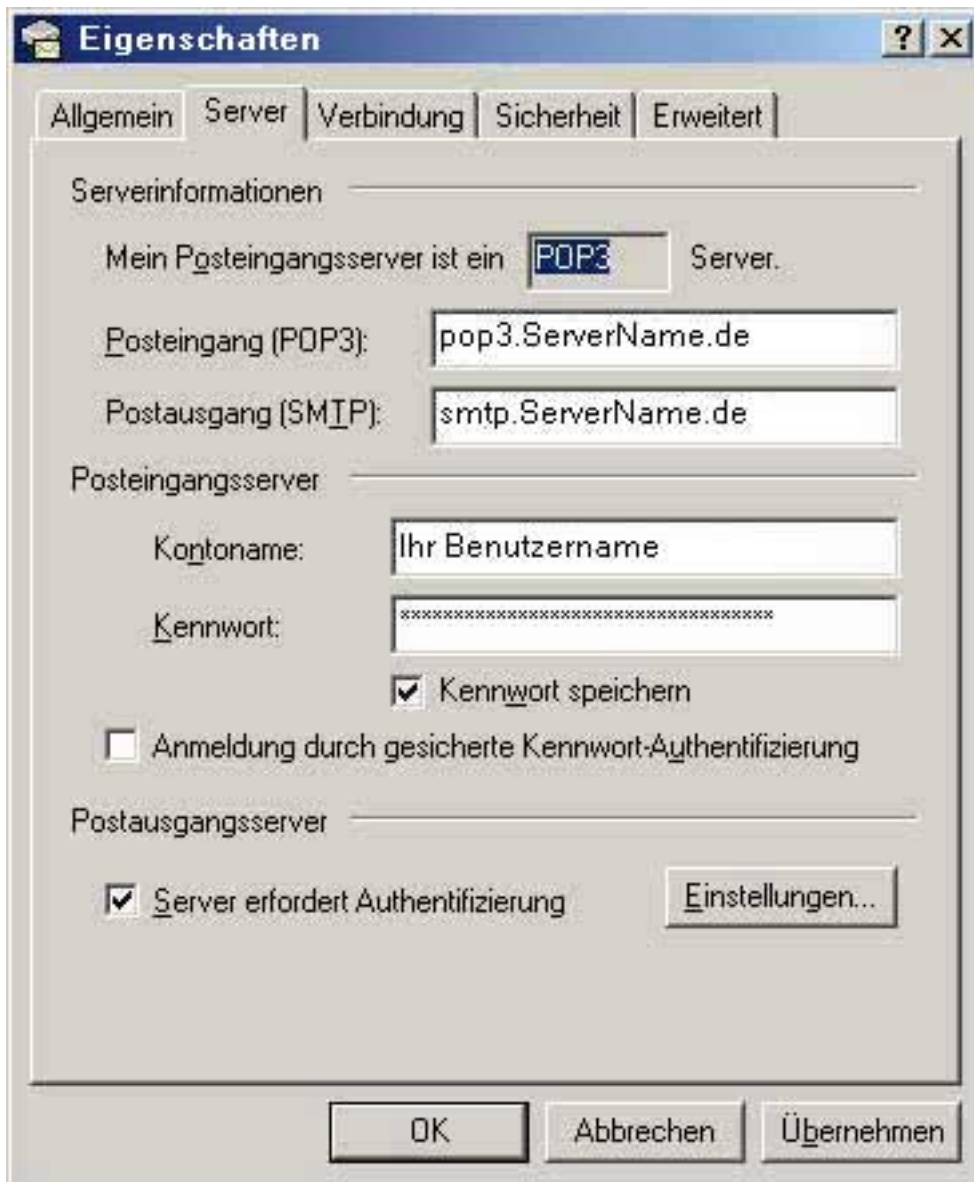 Eigenschaften
Allgemein Server Verbindung Sicherheit Erweitert
Serverinformationen
Mein Posteingangsserver ist ein POP3 Server.
Posteingang (POP3): pop3.ServerName.de
Postausgang (SMTP): smtp.ServerName.de
Posteingangsserver
Kontoname: Ihr Benutzername
Kennwort: ***********************************
Kennwort speichern
Anmeldung durch gesicherte Kennwort-Authentifizierung
Postausgangsserver
Server erfordert Authentifizierung Einstellungen...
OK Abbrechen Übernehmen